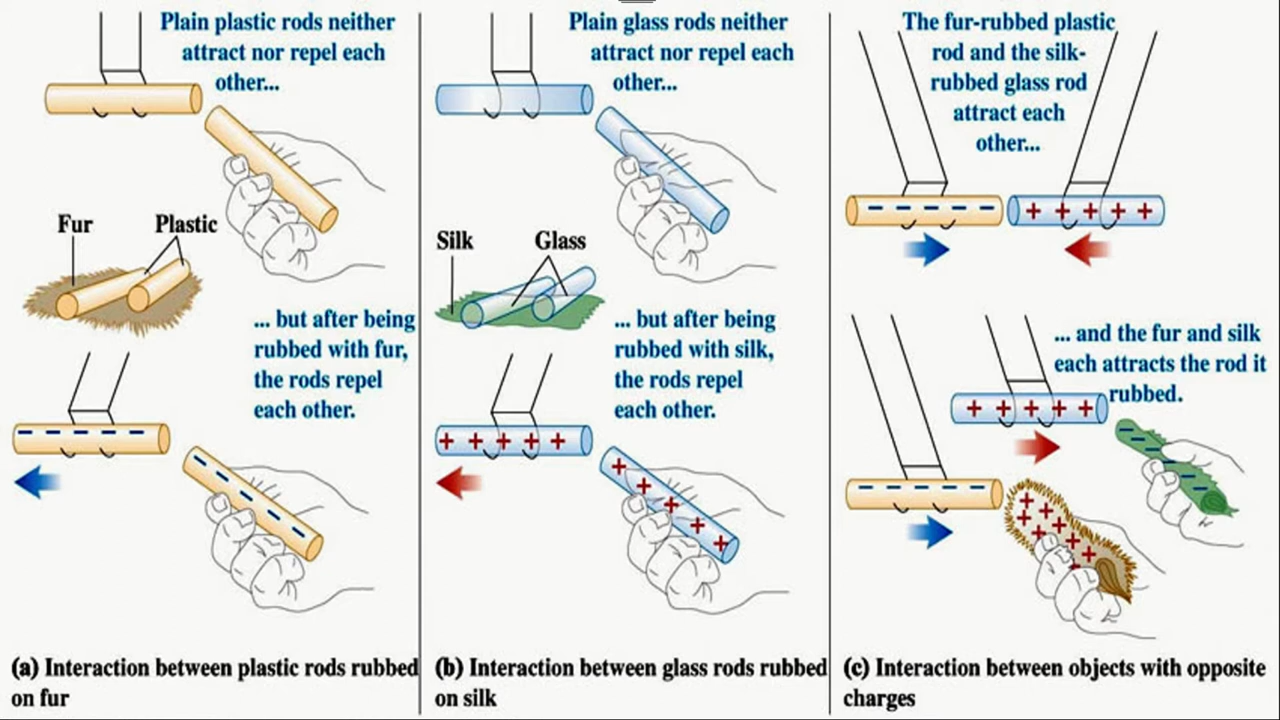 Plain plastic rods neither
attract nor repel each
other...
Fur
Plastic
... but after being
rubbed with fur,
the rods repel
each other.
(a) Interaction between plastic rods rubbed
on fur
Plain glass rods neither
attract nor repel each
other...
Silk
Glass
... but after being
rubbed with silk,
the rods repel
each other.
(b) Interaction between glass rods rubbed
on silk
The fur-rubbed plastic
rod and the silk-
rubbed glass rod
attract each
other...
... and the fur and silk
each attracts the rod it
rubbed.
(c) Interaction between objects with opposite
charges